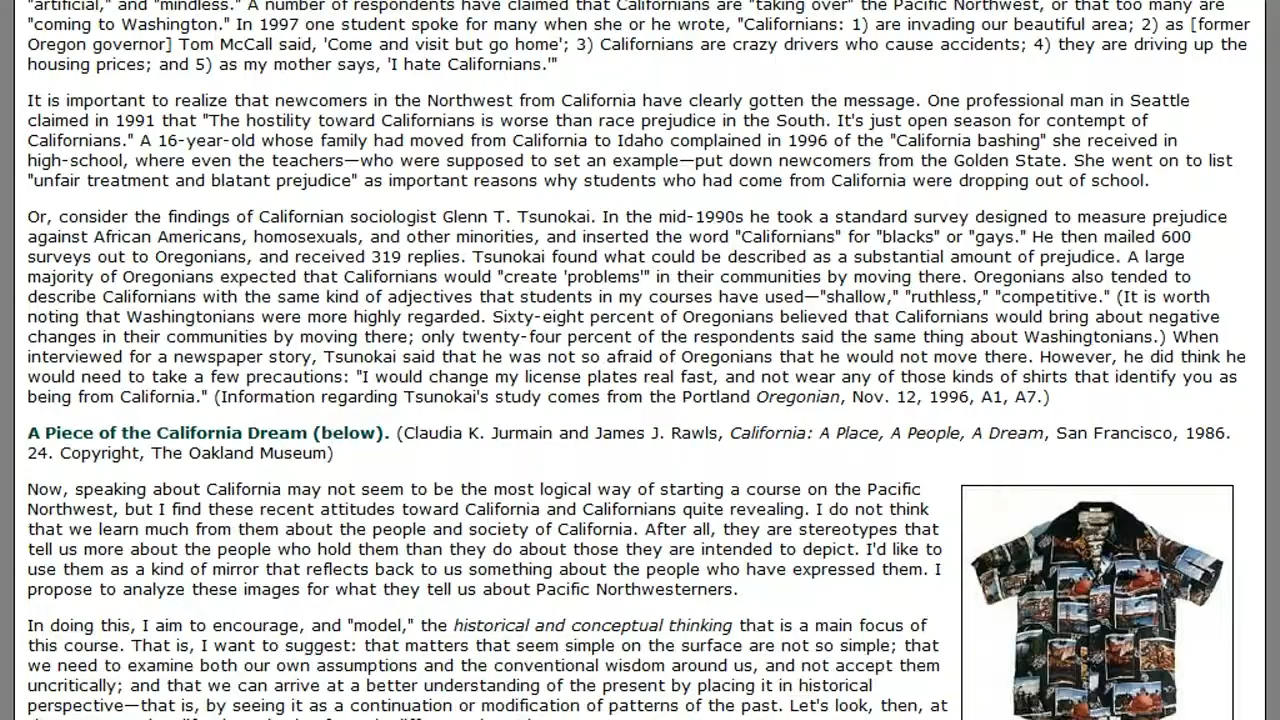 "artificial," and "mindless." A number of respondents have claimed that Californians are "taking over" the Pacific Northwest, or that too many are
"coming to Washington." In 1997 one student spoke for many when she or he wrote, "Californians: 1) are invading our beautiful area; 2) as [former
Oregon governor] Tom McCall said, 'Come and visit but go home'; 3) Californians are crazy drivers who cause accidents; 4) they are driving up the
housing prices; and 5) as my mother says, 'I hate Californians.'"
It is important to realize that newcomers in the Northwest from California have clearly gotten the message. One professional man in Seattle
claimed in 1991 that "The hostility toward Californians is worse than race prejudice in the South. It's just open season for contempt of
Californians." A 16-year-old whose family had moved from California to Idaho complained in 1996 of the "California bashing" she received in
high-school, where even the teachers—who were supposed to set an example—put down newcomers from the Golden State. She went on to list
"unfair treatment and blatant prejudice" as important reasons why students who had come from California were dropping out of school.
Or, consider the findings of Californian sociologist Glenn T. Tsunokai. In the mid-1990s he took a standard survey designed to measure prejudice
against African Americans, homosexuals, and other minorities, and inserted the word "Californians" for "blacks" or "gays." He then mailed 600
surveys out to Oregonians, and received 319 replies. Tsunokai found what could be described as a substantial amount of prejudice. A large
majority of Oregonians expected that Californians would "create 'problems'" in their communities by moving there. Oregonians also tended to
describe Californians with the same kind of adjectives that students in my courses have used—"shallow," "ruthless," "competitive." (It is worth
noting that Washingtonians were more highly regarded. Sixty-eight percent of Oregonians believed that Californians would bring about negative
changes in their communities by moving there; only twenty-four percent of the respondents said the same thing about Washingtonians.) When
interviewed for a newspaper story, Tsunokai said that he was not so afraid of Oregonians that he would not move there. However, he did think he
would need to take a few precautions: "I would change my license plates real fast, and not wear any of those kinds of shirts that identify you as
being from California." (Information regarding Tsunokai's study comes from the Portland Oregonian, Nov. 12, 1996, A1, A7.)
A Piece of the California Dream (below). (Claudia K. Jurmain and James J. Rawls, California: A Place, A People, A Dream, San Francisco, 1986.
24. Copyright, The Oakland Museum)
Now, speaking about California may not seem to be the most logical way of starting a course on the Pacific
Northwest, but I find these recent attitudes toward California and Californians quite revealing. I do not think
that we learn much from them about the people and society of California. After all, they are stereotypes that
tell us more about the people who hold them than they do about those they are intended to depict. I'd like to
use them as a kind of mirror that reflects back to us something about the people who have expressed them. I
propose to analyze these images for what they tell us about Pacific Northwesterners.
In doing this, I aim to encourage, and "model," the historical and conceptual thinking that is a main focus of
this course. That is, I want to suggest: that matters that seem simple on the surface are not so simple; that
we need to examine both our own assumptions and the conventional wisdom around us, and not accept them
uncritically; and that we can arrive at a better understanding of the present by placing it in historical
perspective—that is, by seeing it as a continuation or modification of patterns of the past. Let's look, then, at